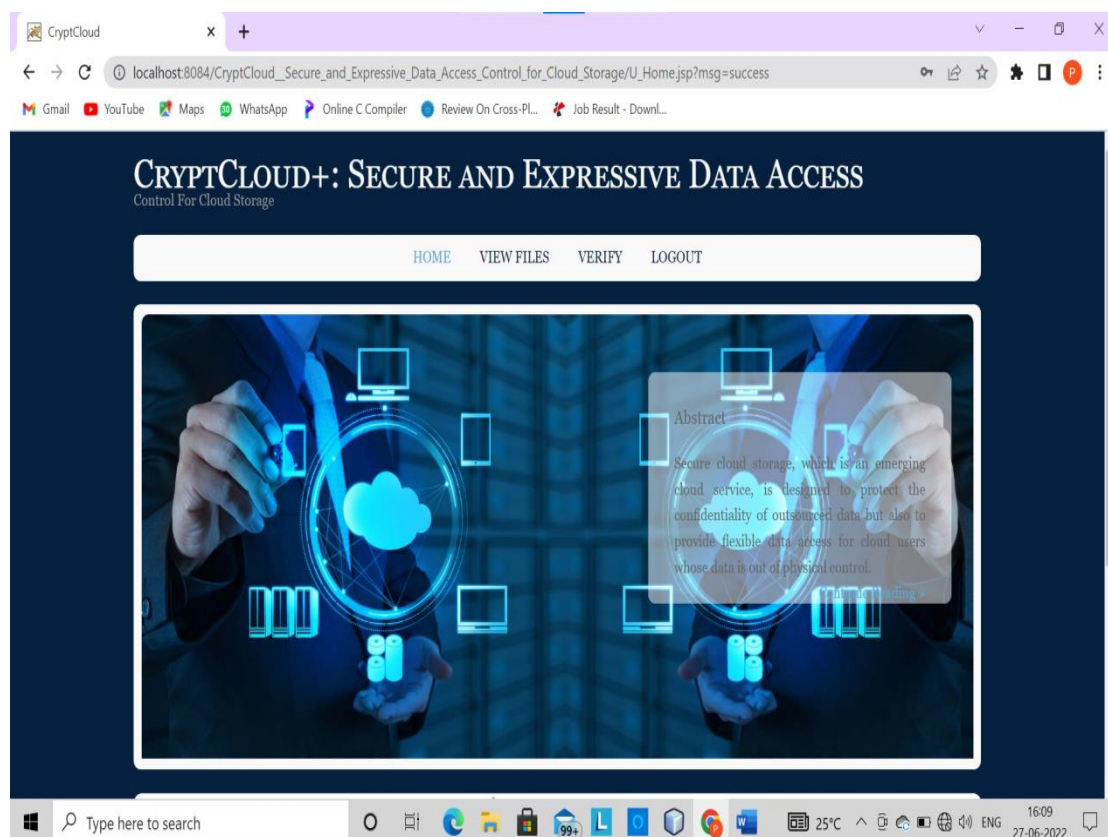 CryptCloud
localhost:8084/CryptCloud__Secure_and_Expressive_Data_Access_Control_for_Cloud_Storage/U_Home.jsp?msg=success
P
Gmail YouTube Maps WhatsApp Online C Compiler Review On Cross-Pl... Job Result - Downl...
CRYPTCLOUD+: SECURE AND EXPRESSIVE DATA ACCESS
Control For Cloud Storage
HOME VIEW FILES VERIFY LOGOUT
Abstract
Secure cloud storage, which is an emerging
cloud service, is designed to protect the
confidentiality of outsourced data but also to
provide flexible data access for cloud users
whose data is out of physical control.
Type here to search
99+
L
25°C
ENG
16:09
27-06-2022